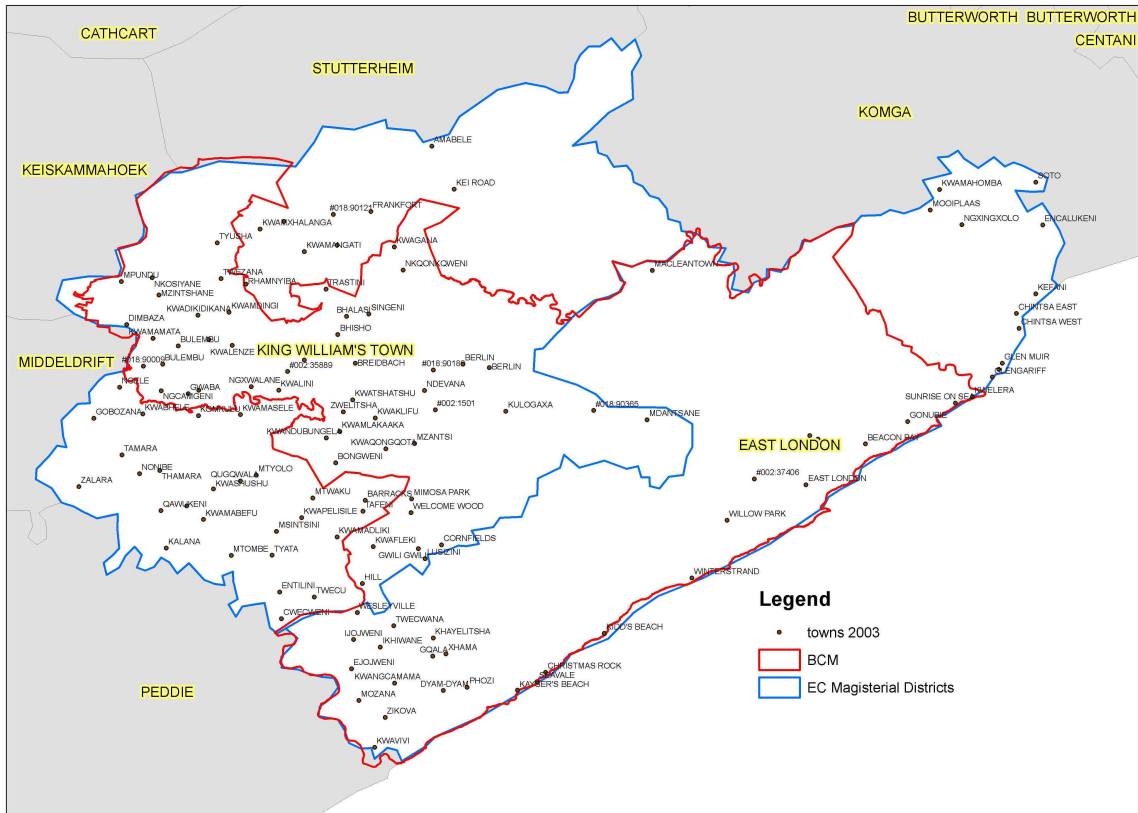 BUTTERWORTH BUTTERWORTH
CATHCART
CENTANI
STUTTERHEIM
KOMGA
AMABELE
KEISKAMMAHOEK
SOTO
KEI ROAD
KWAMAHOMBA
#018:90121 FRANKFORT
MOOIPLAAS
KWAMXHALANGA
NGXINGXOLO
ENCALUKENI
TYUSHA
KWAMANGATI
KWAGANA
NKQONKQWENI
MACLEANTOWN
MPUNDU
NKOSIYANE
TWEZANA
RHAMNYIBA
TRASTINI
MZINTSHANE
KEFANI
KWADIKIDIKANA
KWAMDINGI
BHALASI
SINGENI
CHINTSA EAST
DIMBAZA
CHINTSA WEST
KWAMAMATA
BHISHO
BULEMBU
KWALENZE
KING WILLIAM'S TOWN
MIDDELDRIFT
#018:90009
BULEMBU
#002:35889
BREIDBACH
#018:90186
BERLIN
BERLIN
GLEN MUIR
GLENGARIFF
NGELE
NGXWALANE
KWALINI
NDEVANA
NGCAMGENI
GWABA
KWATSHATSHU
KWELERA
SUNRISE ON SEA
GOBOZANA
KWABHELE
KOMKULU
KWAMASELE
ZWELITSHA
KWAKLIFU
#002:1501
KULOGAXA
#018:90365
MDANTSANE
GONUBIE
KWANDUBUNGELA
KWAMLAKAAKA
KWAQONGQOTA
MZANTSI
EAST LONDON
BEACON BAY
TAMARA
BONGWENI
NONIBE
THAMARA
QUGQWALA
MTYOLO
ZALARA
KWASHUSHU
#002:37406
EAST LONDON
MTWAKU
BARRACKS
MIMOSA PARK
QAWUKENI
KWAMABEFU
KWAPELISILE
TAFENI
WELCOME WOOD
WILLOW PARK
MSINTSINI
KWAMADLIKI
KALANA
MTOMBE
TYATA
KWAFLEKI
CORNFIELDS
GWILI GWILI
LUSIZINI
WINTERSTRAND
ENTILINI
TWECU
HILL
CWECWENI
WESLEYVILLE
TWECWANA
IJOJWENI
IKHIWANE
KHAYELITSHA
KIDD'S BEACH
GQALA
XHAMA
EJOJWENI
CHRISTMAS ROCK
SEAVALE
KAYSER'S BEACH
PEDDIE
KWANGCAMAMA
DYAM-DYAM
PHOZI
MOZANA
ZIKOVA
KWAVIVI
Legend
towns 2003
BCM
EC Magisterial Districts